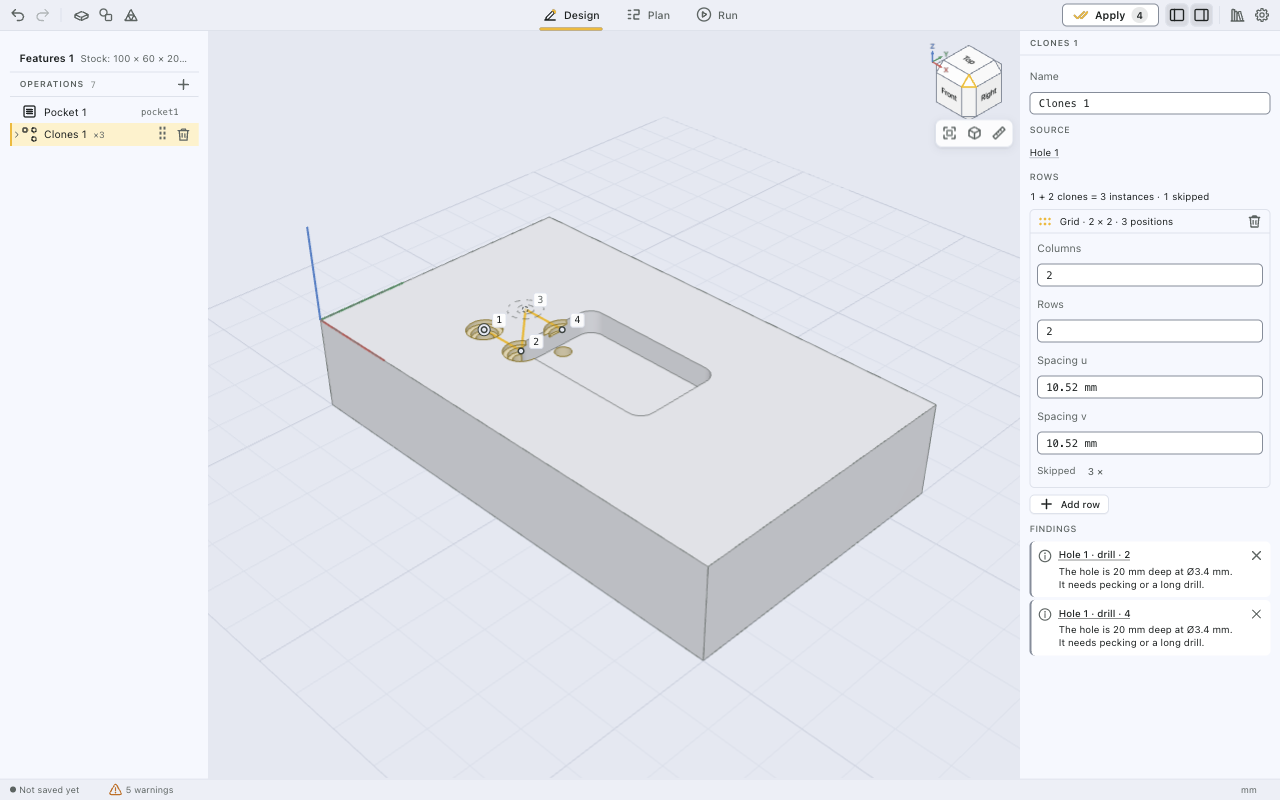 Design
Plan
Run
Apply 4
Features 1 Stock: 100 × 60 × 20...
OPERATIONS 7
Pocket 1 pocket1
Clones 1 ×3
Z
Y
X
Top
Front
Right
1
2
3
4
CLONES 1
Name
Clones 1
SOURCE
Hole 1
ROWS
1 + 2 clones = 3 instances · 1 skipped
Grid · 2 × 2 · 3 positions
Columns
2
Rows
2
Spacing u
10.52 mm
Spacing v
10.52 mm
Skipped 3 ×
Add row
FINDINGS
Hole 1 · drill · 2
The hole is 20 mm deep at Ø3.4 mm.
It needs pecking or a long drill.
Hole 1 · drill · 4
The hole is 20 mm deep at Ø3.4 mm.
It needs pecking or a long drill.
Not saved yet
5 warnings
mm